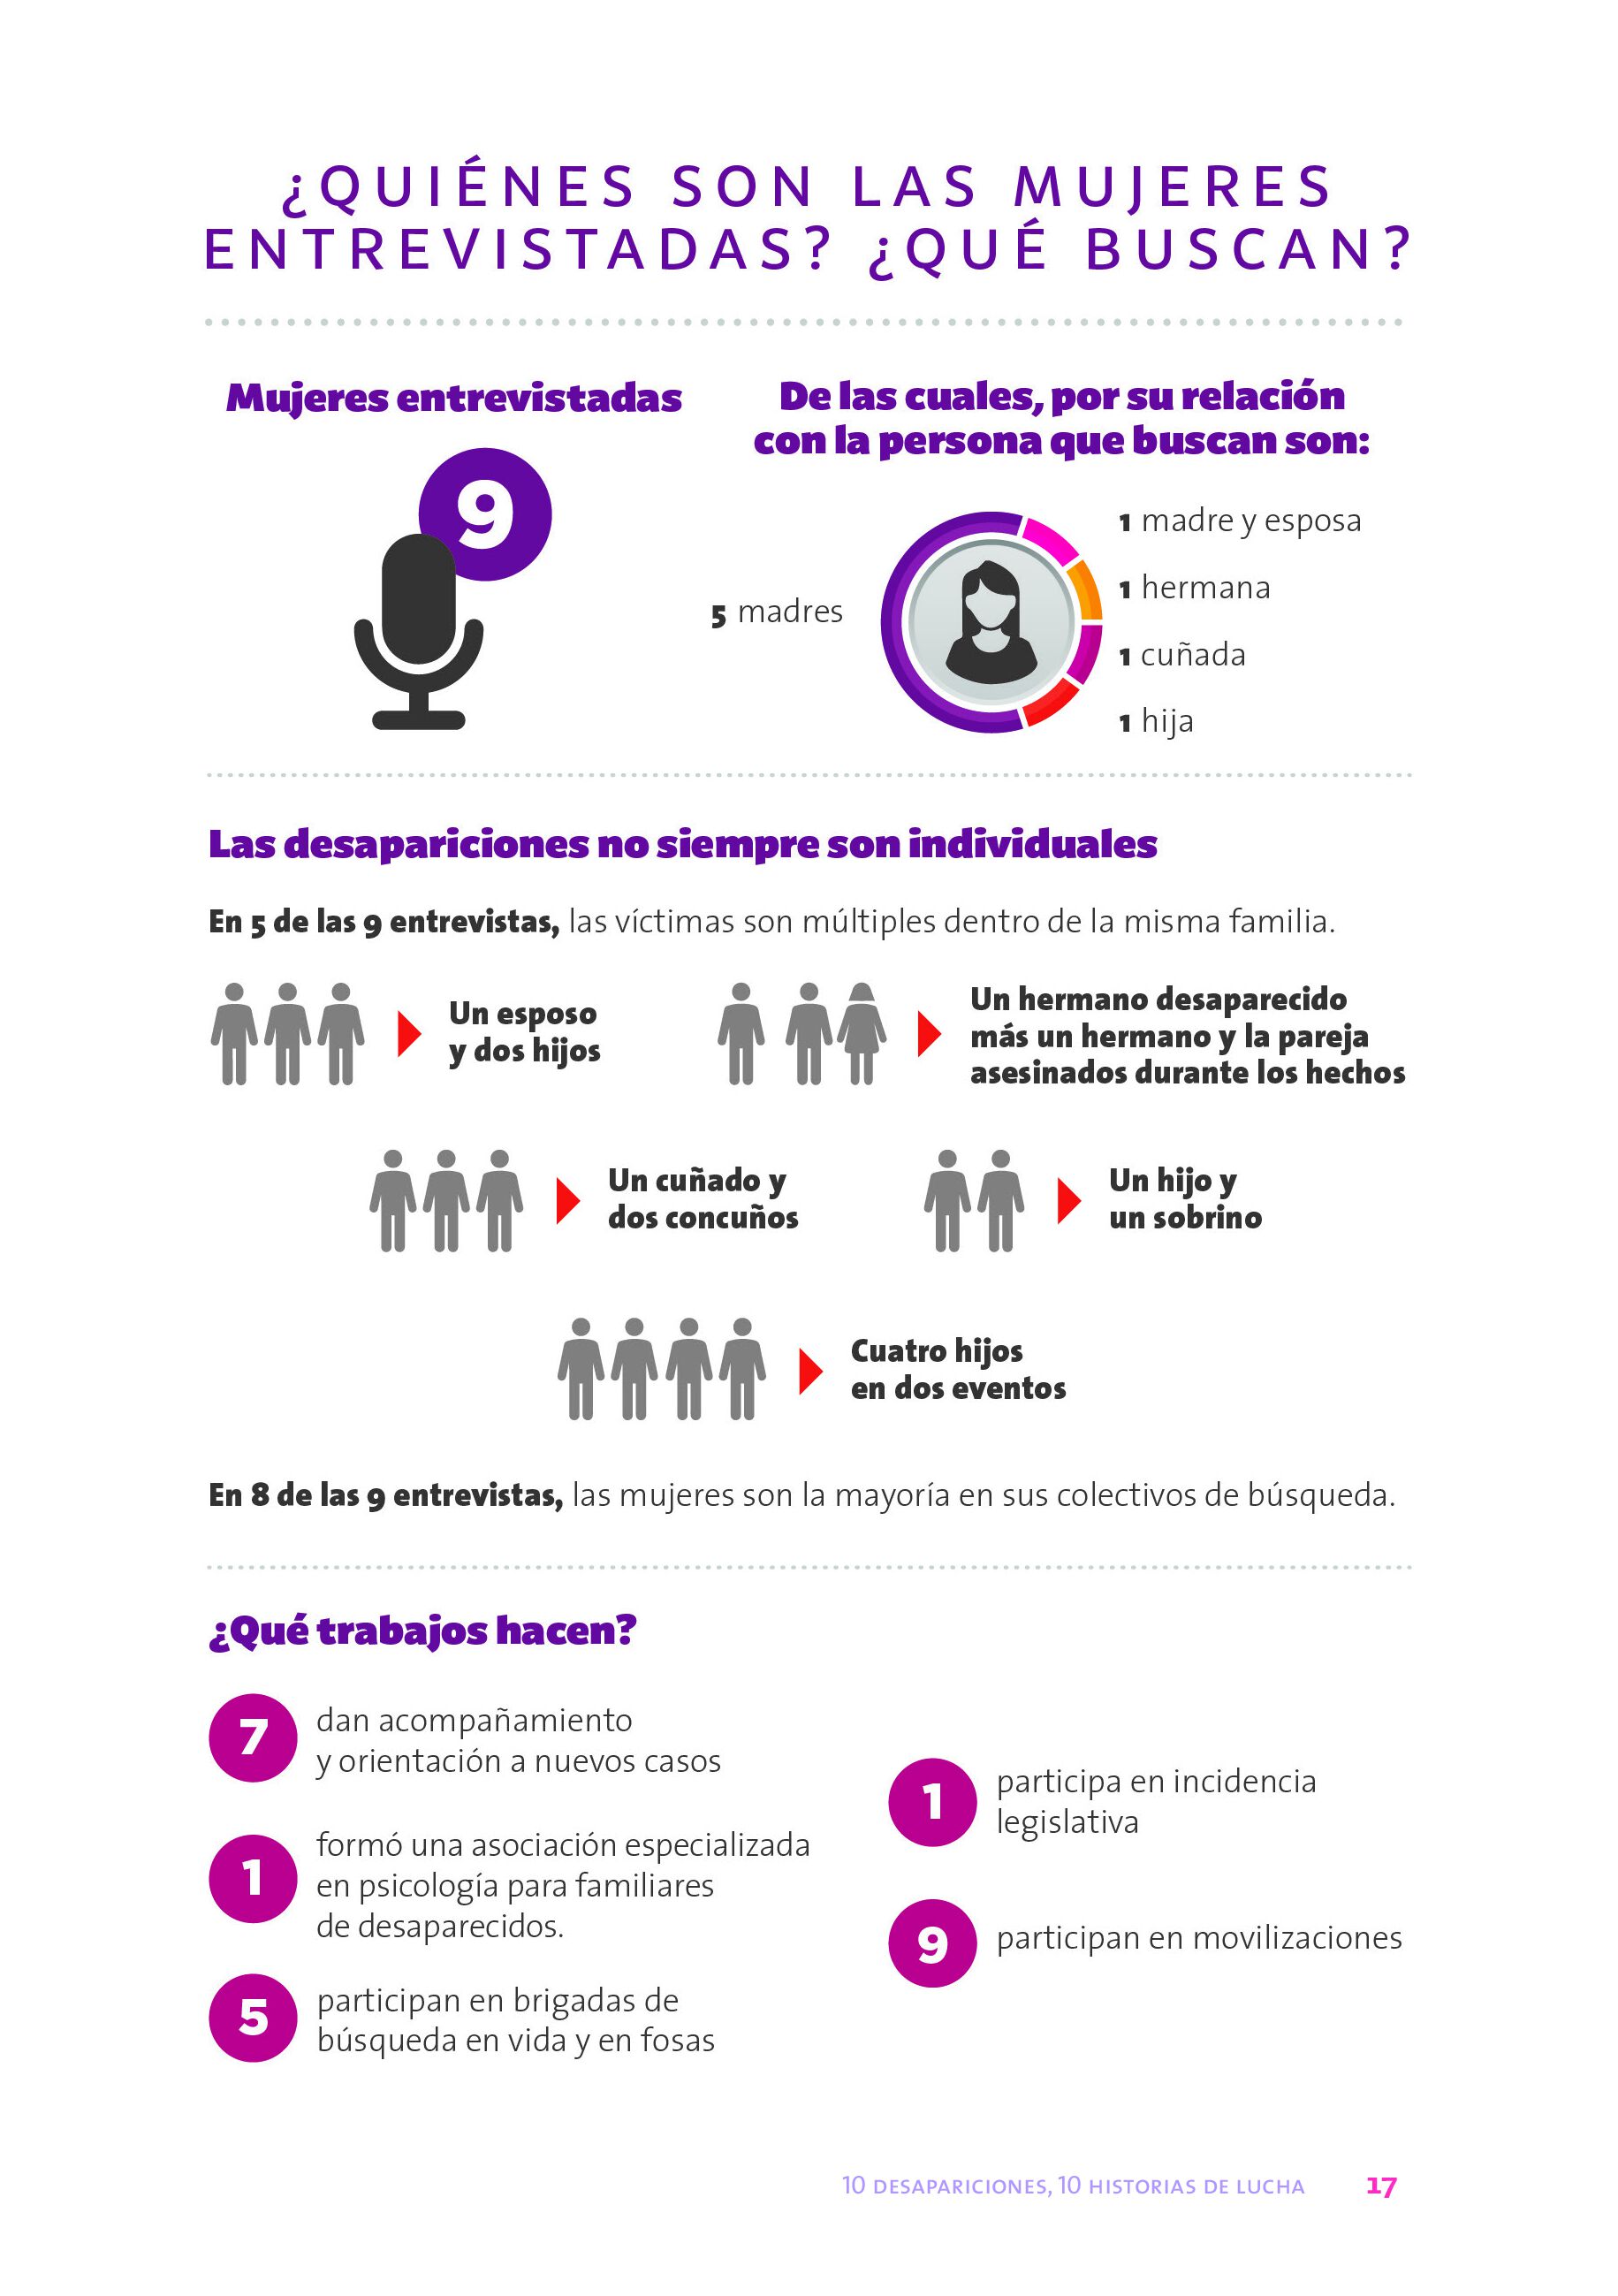 ¿QUIÉNES SON LAS MUJERES
ENTREVISTADAS? ¿QUÉ BUSCAN?
Mujeres entrevistadas
9
De las cuales, por su relación
con la persona que buscan son:
5 madres
1 madre y esposa
1 hermana
1 cuñada
1 hija
Las desapariciones no siempre son individuales
En 5 de las 9 entrevistas, las víctimas son múltiples dentro de la misma familia.
Un esposo
y dos hijos
Un hermano desaparecido
más un hermano y la pareja
asesinados durante los hechos
Un cuñado y
dos concuños
Un hijo y
un sobrino
Cuatro hijos
en dos eventos
En 8 de las 9 entrevistas, las mujeres son la mayoría en sus colectivos de búsqueda.
¿Qué trabajos hacen?
7
dan acompañamiento
y orientación a nuevos casos
1
formó una asociación especializada
en psicología para familiares
de desaparecidos.
5
participan en brigadas de
búsqueda en vida y en fosas
1
participa en incidencia
legislativa
9
participan en movilizaciones
10 DESAPARICIONES, 10 HISTORIAS DE LUCHA 17